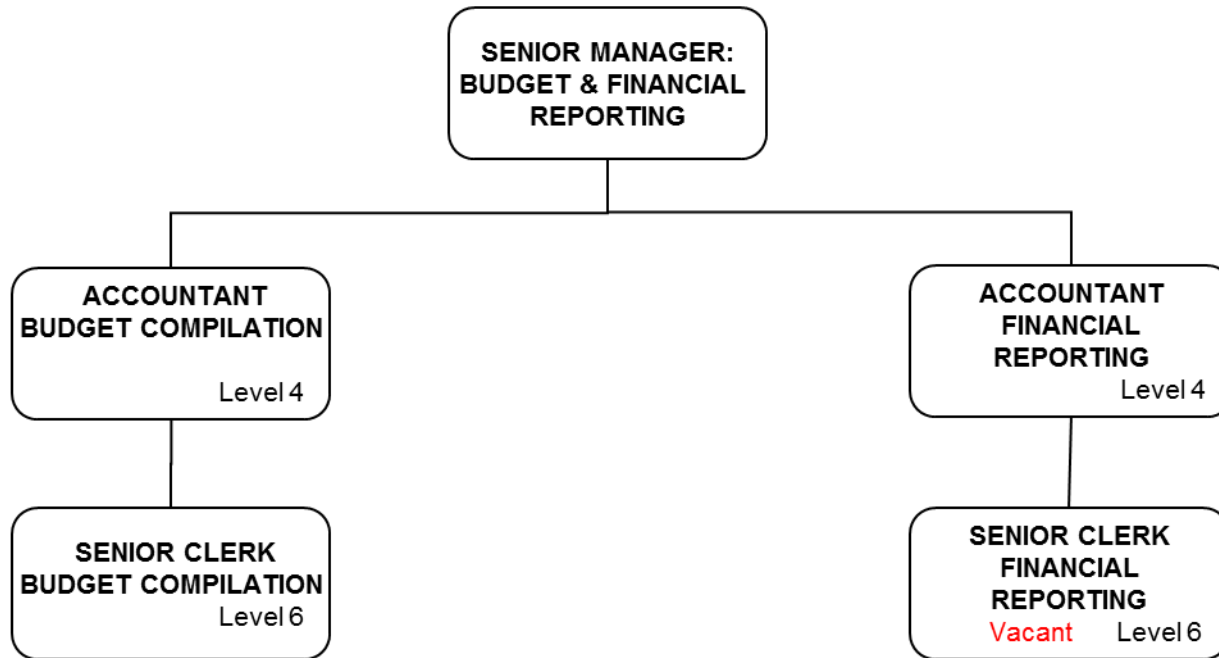 SENIOR MANAGER:
BUDGET & FINANCIAL
REPORTING
ACCOUNTANT
BUDGET COMPILATION
Level 4
ACCOUNTANT
FINANCIAL
REPORTING
Level 4
SENIOR CLERK
BUDGET COMPILATION
Level 6
SENIOR CLERK
FINANCIAL
REPORTING
Vacant Level 6